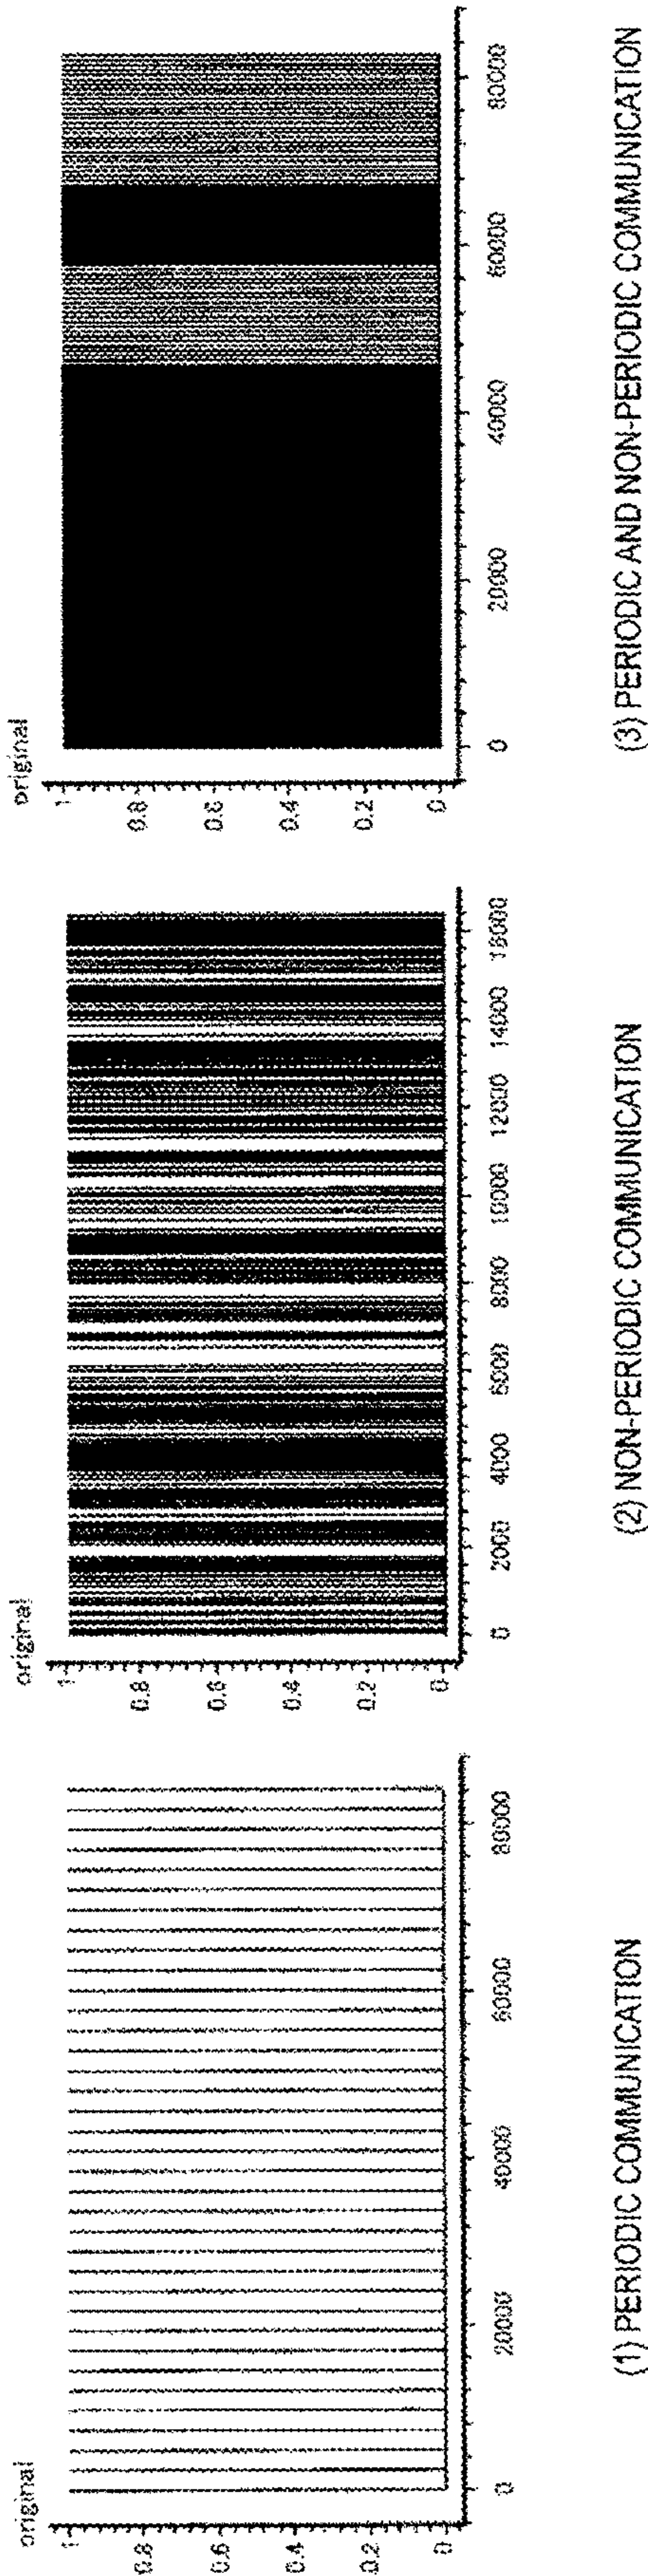 original
1
0.8
0.6
0.4
0.2
0
0 20000 40000 60000 80000
(1) PERIODIC COMMUNICATION
original
1
0.8
0.6
0.4
0.2
0
0 2000 4000 6000 8000 10000 12000 14000 16000
(2) NON-PERIODIC COMMUNICATION
original
1
0.8
0.6
0.4
0.2
0
0 20000 40000 60000 80000
(3) PERIODIC AND NON-PERIODIC COMMUNICATION